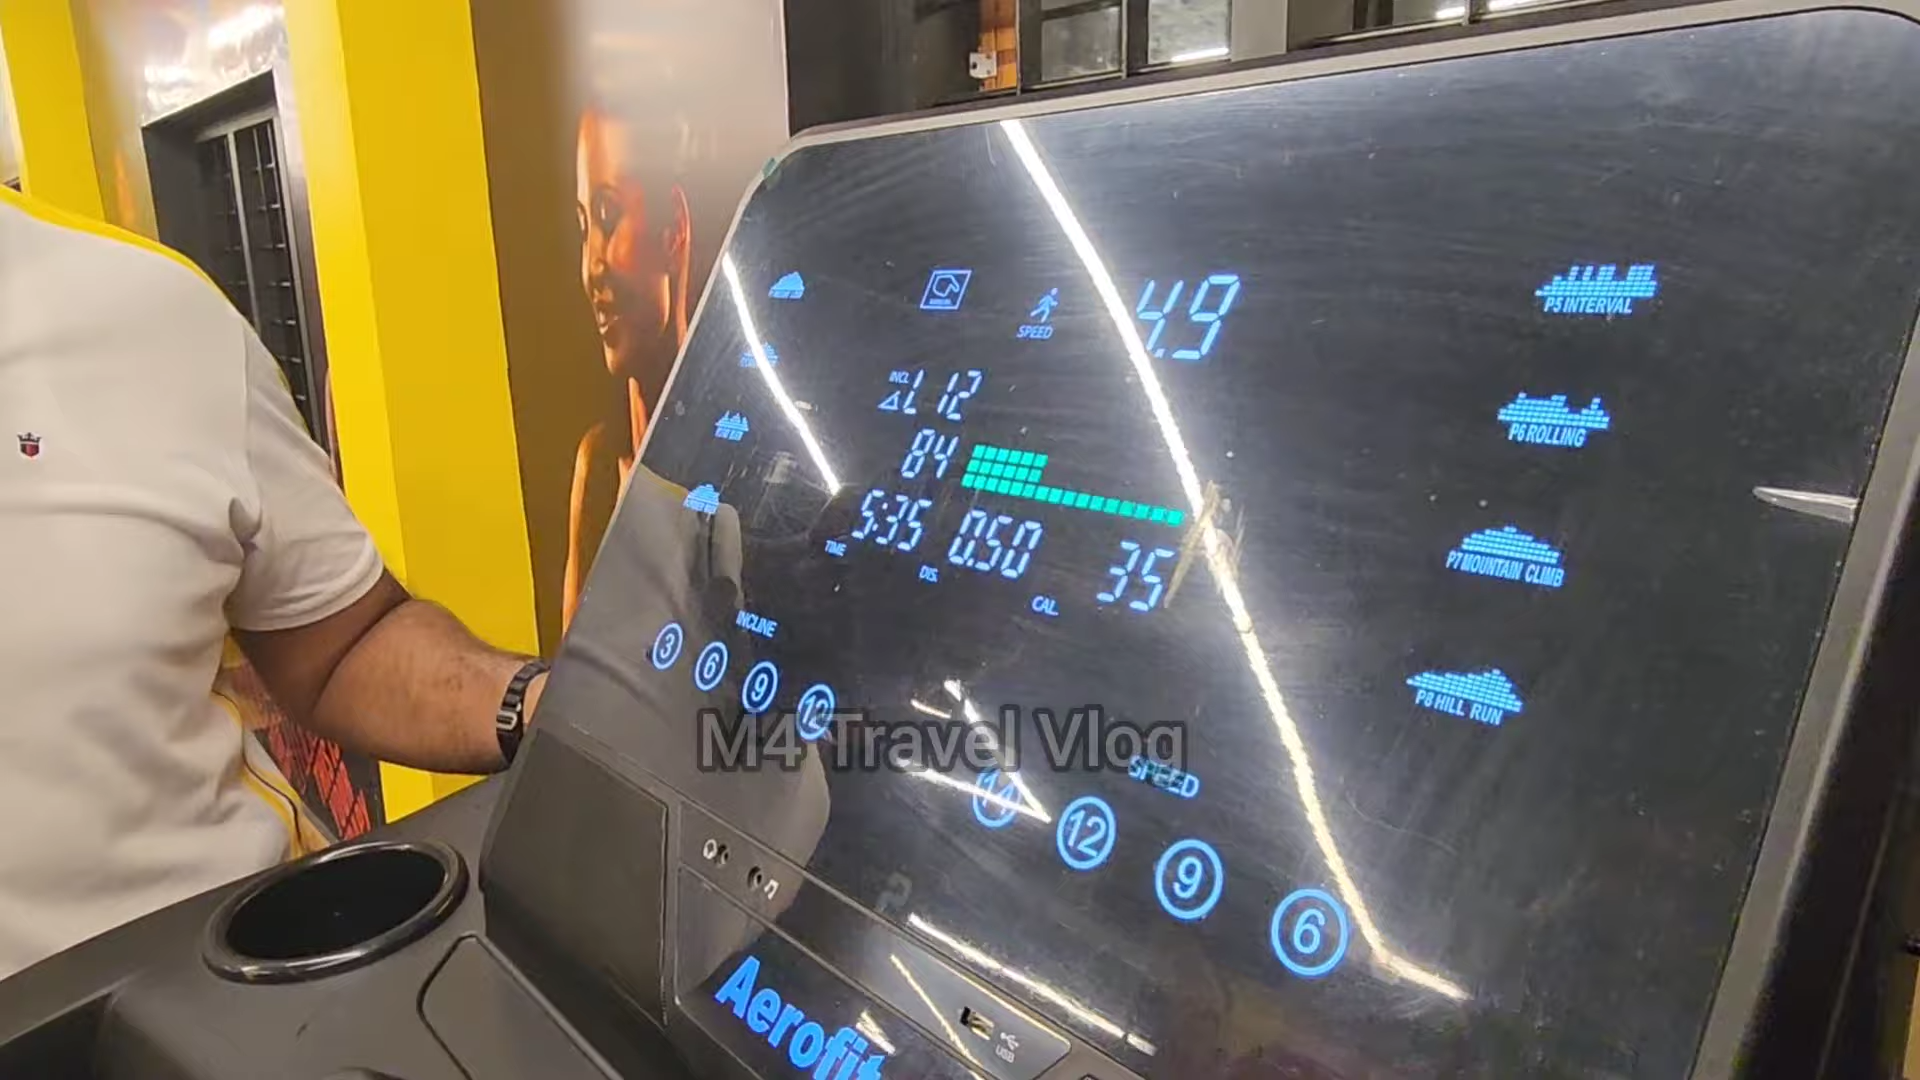 SPEED
4.9
P5 INTERVAL
INCL
L 12
P6 ROLLING
84
5:35
0.50
35
TIME
DIS.
CAL.
P7 MOUNTAIN CLIMB
INCLINE
3
6
9
12
P8 HILL RUN
M4 Travel Vlog
SPEED
12
9
6
Aerofit
USB